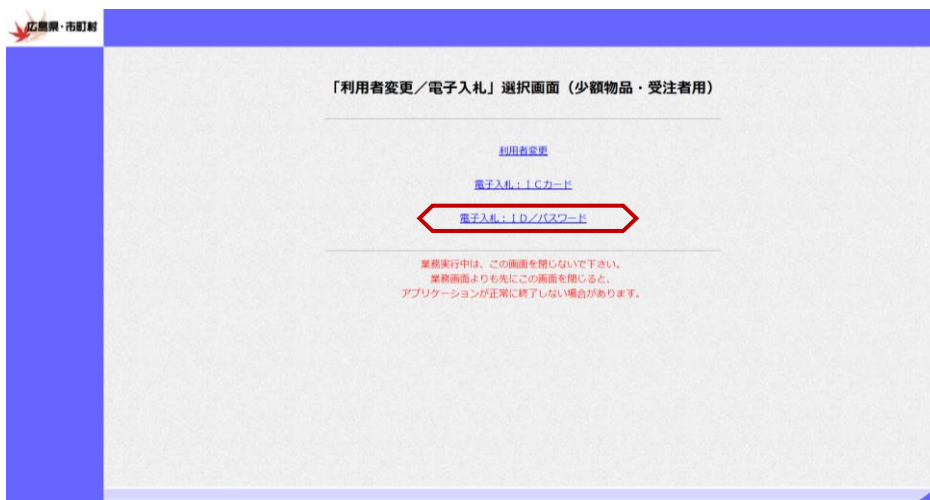 広島県・市町村
「利用者変更／電子入札」選択画面（少額物品・受注者用）
利用者変更
電子入札：ＩＣカード
電子入札：ＩＤ／パスワード
業務実行中は、この画面を閉じないで下さい。
業務画面よりも先にこの画面を閉じると、
アプリケーションが正常に終了しない場合があります。